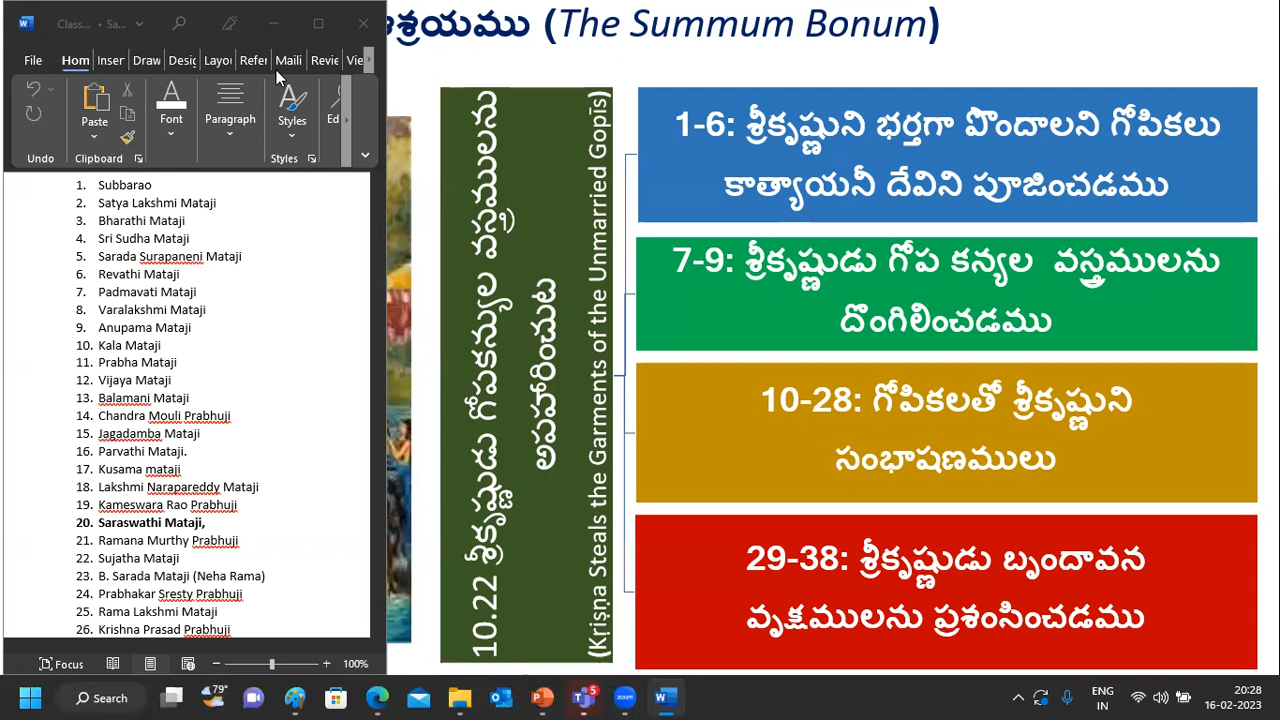 Class... - Sa...
File Hom Inser Draw Desig Layou Refer Maili Revie Vie
Paste Font Paragraph Styles Ed
Undo Clipboard Styles
1. Subbarao
2. Satya Lakshmi Mataji
3. Bharathi Mataji
4. Sri Sudha Mataji
5. Sarada Surapaneni Mataji
6. Revathi Mataji
7. Padmavati Mataji
8. Varalakshmi Mataji
9. Anupama Mataji
10. Kala Mataji
11. Prabha Mataji
12. Vijaya Mataji
13. Balamani Mataji
14. Chandra Mouli Prabhuji
15. Jagadamba Mataji
16. Parvathi Mataji.
17. Kusama mataji
18. Lakshmi Narapareddy Mataji
19. Kameswara Rao Prabhuji
20. Saraswathi Mataji,
21. Ramana Murthy Prabhuji
22. Sujatha Mataji
23. B. Sarada Mataji (Neha Rama)
24. Prabhakar Sresty Prabhuji
25. Rama Lakshmi Mataji
26. Krishna Prasad Prabhuji
Focus 100%
(The Summum Bonum)
10.22 శ్రీకృష్ణుడు గోపకన్యల వస్త్రములను
అపహరించుట
(Kṛiṣṇa Steals the Garments of the Unmarried Gopīs)
1-6: శ్రీకృష్ణుని భర్తగా పొందాలని గోపికలు
కాత్యాయనీ దేవిని పూజించడము
7-9: శ్రీకృష్ణుడు గోప కన్యల వస్త్రములను
దొంగిలించడము
10-28: గోపికలతో శ్రీకృష్ణుని
సంభాషణములు
29-38: శ్రీకృష్ణుడు బృందావన
వృక్షములను ప్రశంసించడము
79°
Search
5
zoom
ENG
IN
20:28
16-02-2023